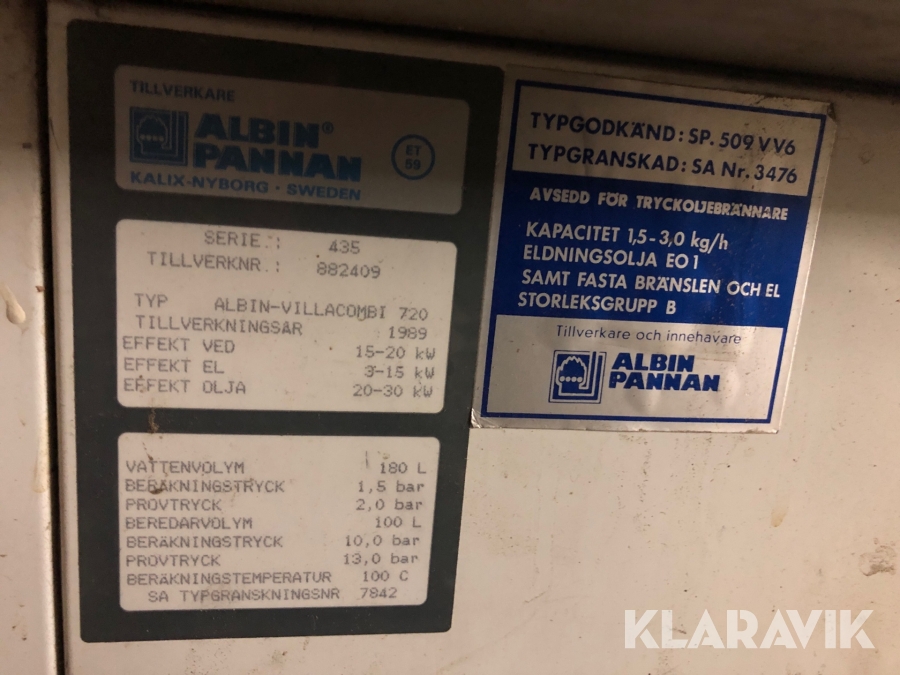 TILLVERKARE
ALBIN®
PANNAN
KALIX-NYBORG · SWEDEN
ET
59
SERIE.: 435
TILLVERKNR.: 882409
TYP ALBIN-VILLACOMBI 720
TILLVERKNINGSÅR 1989
EFFEKT VED 15-20 kW
EFFEKT EL 3-15 kW
EFFEKT OLJA 20-30 kW
VATTENVOLYM 180 L
BERÄKNINGSTRYCK 1,5 bar
PROVTRYCK 2,0 bar
BEREDARVOLYM 100 L
BERÄKNINGSTRYCK 10,0 bar
PROVTRYCK 13,0 bar
BERÄKNINGSTEMPERATUR 100 C
SA TYPGRANSKNINGSNR 7842
TYPGODKÄND: SP. 509 VV6
TYPGRANSKAD: SA Nr. 3476
AVSEDD FÖR TRYCKOLJEBRÄNNARE
KAPACITET 1,5-3,0 kg/h
ELDNINGSOLJA EO 1
SAMT FASTA BRÄNSLEN OCH EL
STORLEKSGRUPP B
Tillverkare och innehavare
ALBIN
PANNAN
KLARAVIK